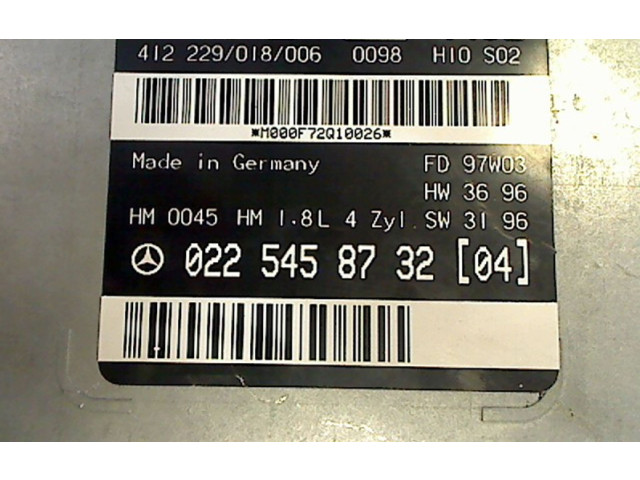 412 229/018/006 0098 H10 S02
*M000F72Q10026*
Made in Germany FD 97W03
HW 36 96
HM 0045 HM 1.8L 4 Zyl. SW 31 96
022 545 87 32 [04]